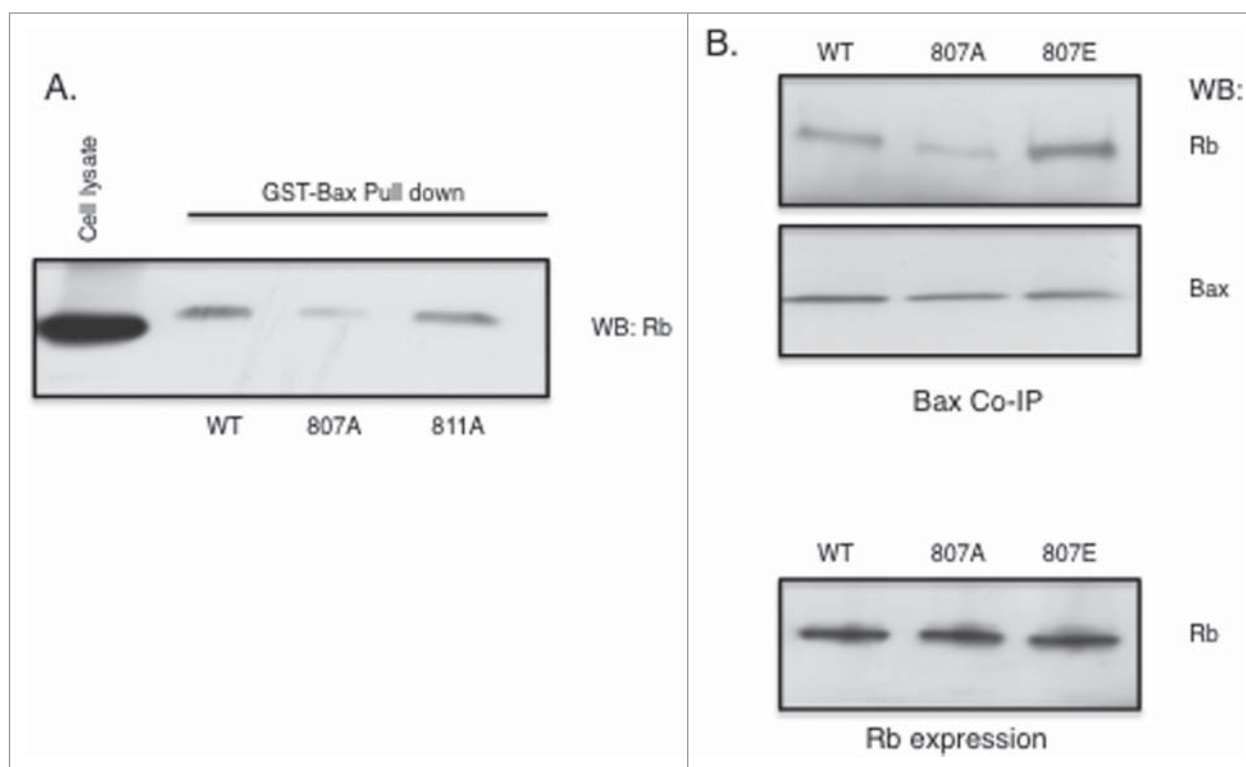 A.
Cell lysate
GST-Bax Pull down
WB: Rb
WT 807A 811A
B.
WT 807A 807E
WB:
Rb
Bax
Bax Co-IP
WT 807A 807E
Rb
Rb expression